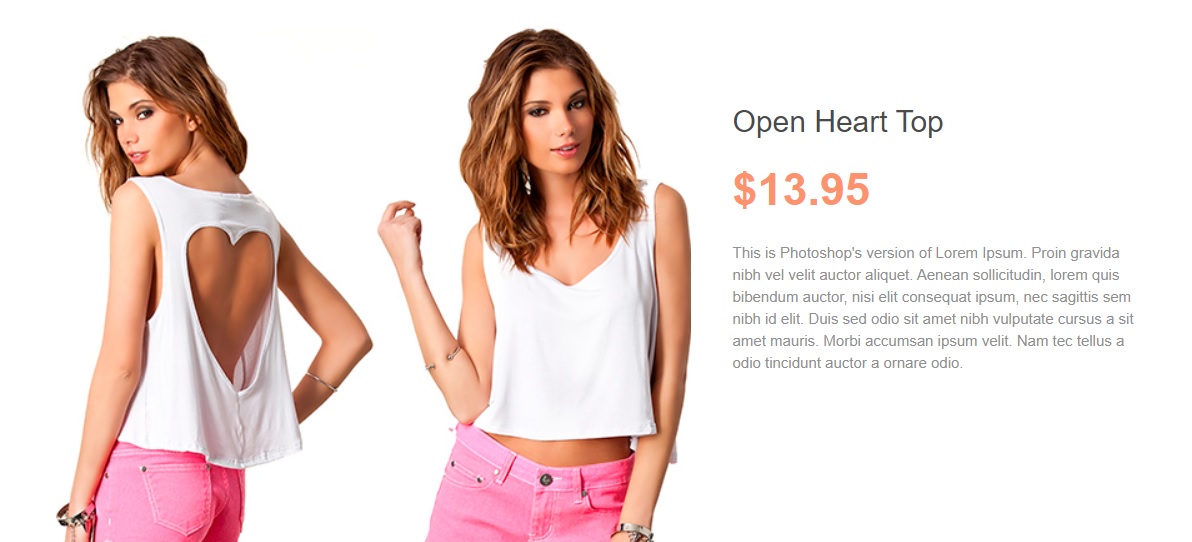 Open Heart Top
$13.95
This is Photoshop's version of Lorem Ipsum. Proin gravida
nibh vel velit auctor aliquet. Aenean sollicitudin, lorem quis
bibendum auctor, nisi elit consequat ipsum, nec sagittis sem
nibh id elit. Duis sed odio sit amet nibh vulputate cursus a sit
amet mauris. Morbi accumsan ipsum velit. Nam tec tellus a
odio tincidunt auctor a ornare odio.